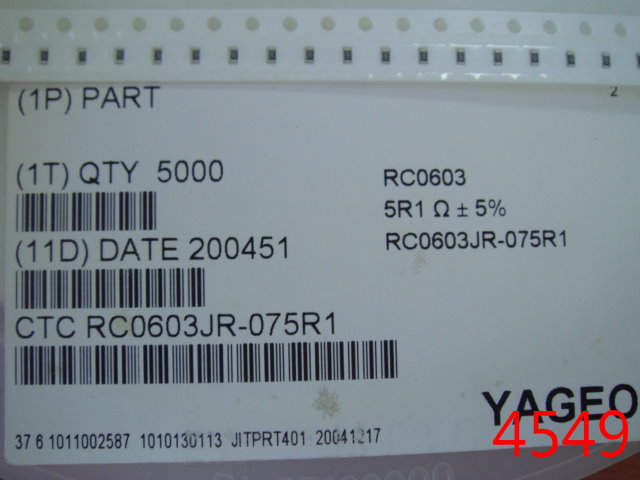 2
(1P) PART
(1T) QTY 5000
RC0603
5R1 Ω ± 5%
(11D) DATE 200451
RC0603JR-075R1
CTC RC0603JR-075R1
YAGEO
4549
37 6 1011002587 1010130113 JITPRT401 20041217